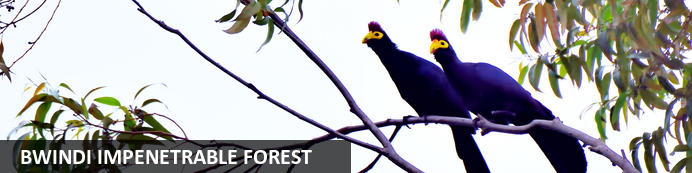 BWINDI IMPENETRABLE FOREST